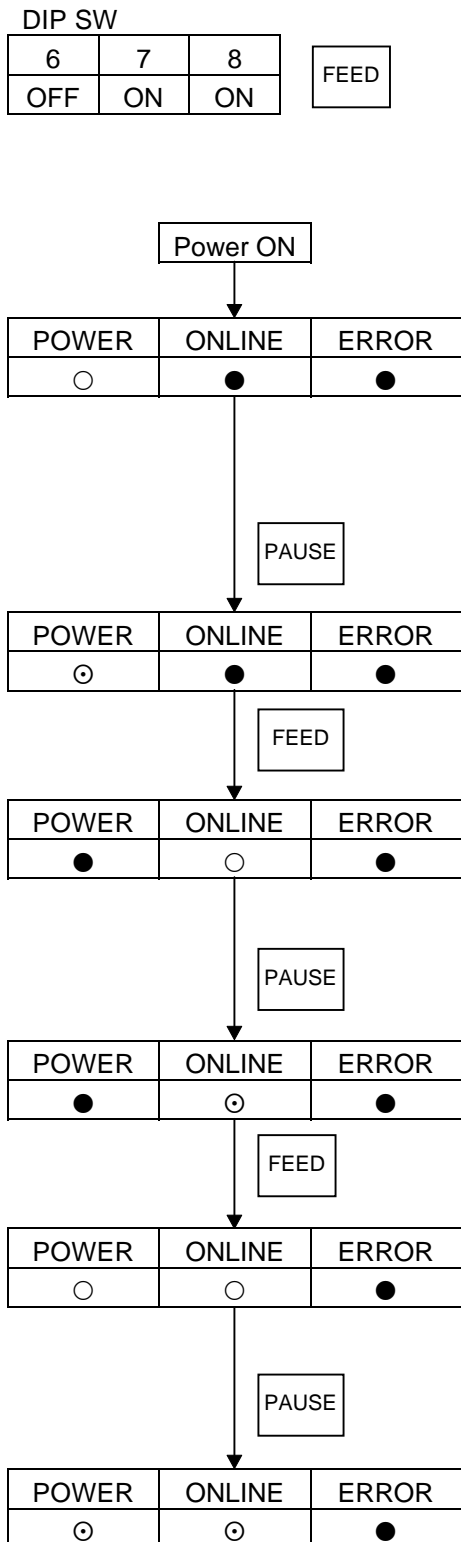 DIP SW
6 7 8
OFF ON ON
FEED
Power ON
POWER ONLINE ERROR
○ ● ●
PAUSE
POWER ONLINE ERROR
⊙ ● ●
FEED
POWER ONLINE ERROR
● ○ ●
PAUSE
POWER ONLINE ERROR
● ⊙ ●
FEED
POWER ONLINE ERROR
○ ○ ●
PAUSE
POWER ONLINE ERROR
⊙ ⊙ ●